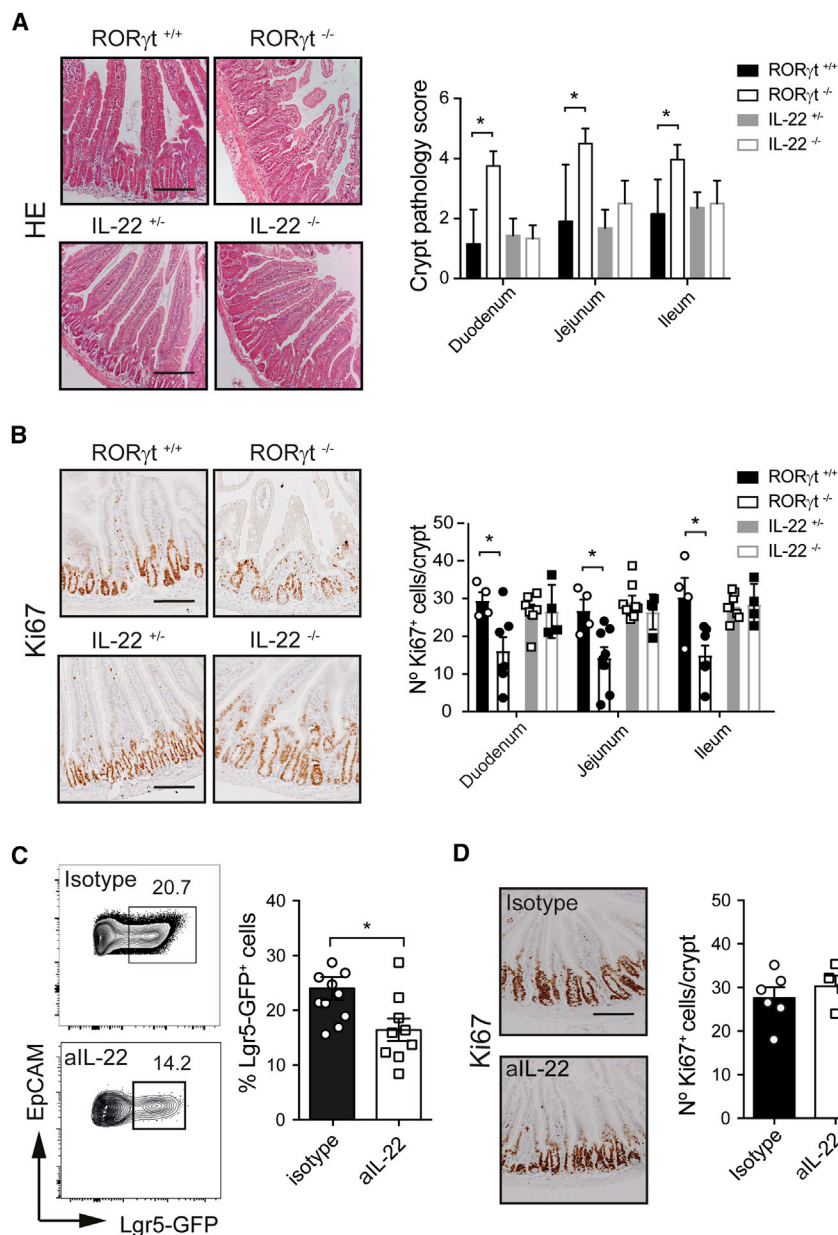 A
RORγt +/+
RORγt -/-
HE
IL-22 +/-
IL-22 -/-
Crypt pathology score
6
4
2
0
Duodenum
Jejunum
Ileum
*
*
*
RORγt +/+
RORγt -/-
IL-22 +/-
IL-22 -/-
B
RORγt +/+
RORγt -/-
Ki67
IL-22 +/-
IL-22 -/-
Nº Ki67+ cells/crypt
50
40
30
20
10
0
Duodenum
Jejunum
Ileum
*
*
*
RORγt +/+
RORγt -/-
IL-22 +/-
IL-22 -/-
C
Isotype
20.7
aIL-22
14.2
EpCAM
Lgr5-GFP
% Lgr5-GFP+ cells
40
30
20
10
0
*
isotype
aIL-22
D
Ki67
Isotype
aIL-22
Nº Ki67+ cells/crypt
50
40
30
20
10
0
Isotype
aIL-22